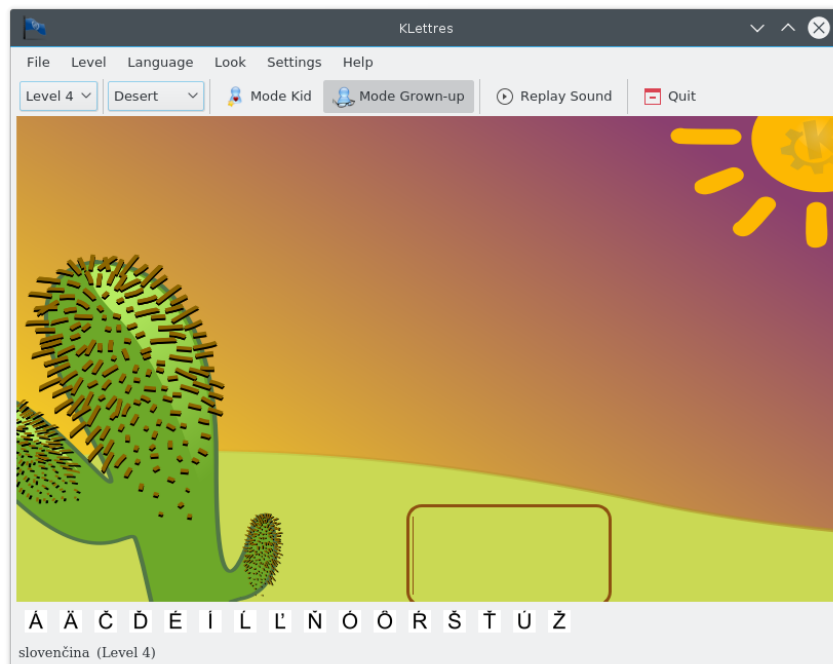 KLettres
File Level Language Look Settings Help
Level 4 Desert Mode Kid Mode Grown-up Replay Sound Quit
K
Á Ä Č Ď É Í Ĺ Ľ Ň Ó Ô Ŕ Š Ť Ú Ž
slovenčina (Level 4)